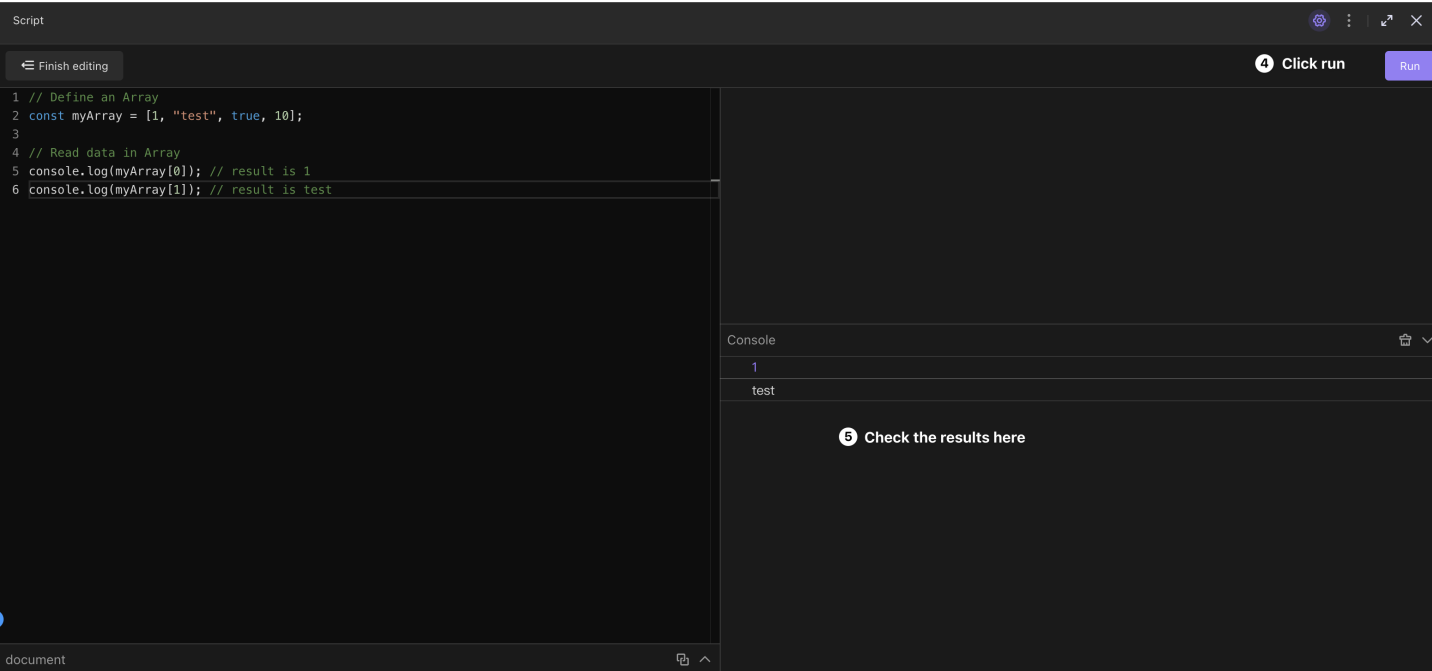 Script
Finish editing
4 Click run
Run
1 // Define an Array
2 const myArray = [1, "test", true, 10];
3
4 // Read data in Array
5 console.log(myArray[0]); // result is 1
6 console.log(myArray[1]); // result is test
Console
1
test
5 Check the results here
document